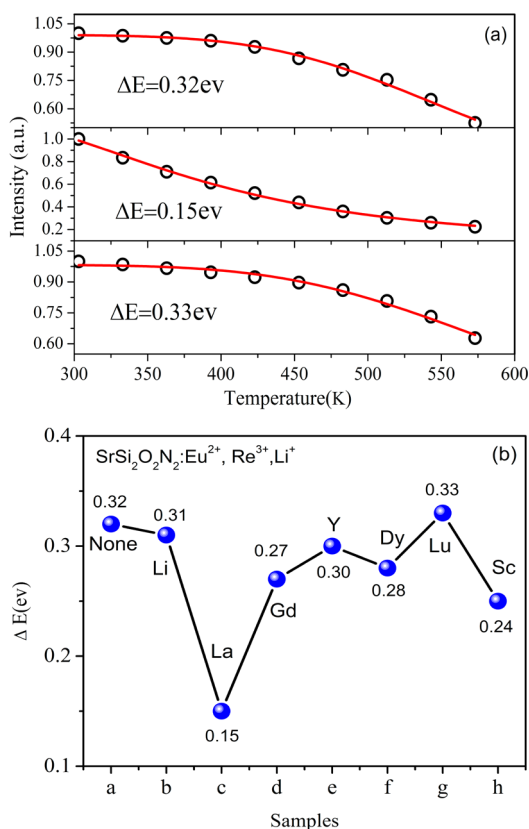 (a)
1.05
0.90
0.75
0.60
ΔE=0.32ev
1.0
0.8
0.6
0.4
0.2
ΔE=0.15ev
1.05
0.90
0.75
0.60
ΔE=0.33ev
Intensity (a.u.)
300 350 400 450 500 550 600
Temperature(K)
(b)
SrSi₂O₂N₂:Eu²⁺, Re³⁺,Li⁺
0.4
0.3
0.2
0.1
Δ E(ev)
0.32
None
0.31
Li
La
0.15
0.27
Gd
Y
0.30
Dy
0.28
0.33
Lu
Sc
0.24
a b c d e f g h
Samples